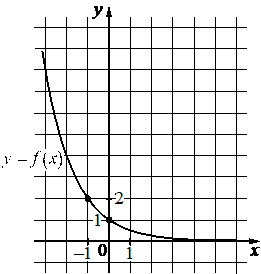 y
y = f(x)
2
1
-1 0 1 x